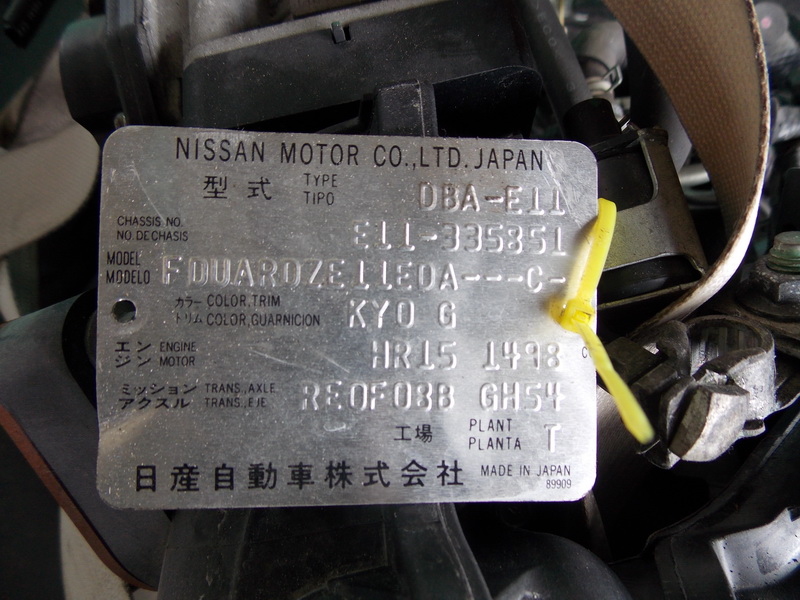 NISSAN MOTOR CO.,LTD.JAPAN
型式 TYPE TIPO DBA-E11
CHASSIS NO. NO.DECHASIS E11-335851
MODEL MODELO FDUAROZE11EDA---C-
カラー COLOR,TRIM トリム COLOR,GUARNICION KY0 G
エンジン ENGINE MOTOR HR15 1498 C
ミッション TRANS.,AXLE アクスル TRANS.,EJE RE0F08B GH54
工場 PLANT PLANTA T
日産自動車株式会社 MADE IN JAPAN
89909